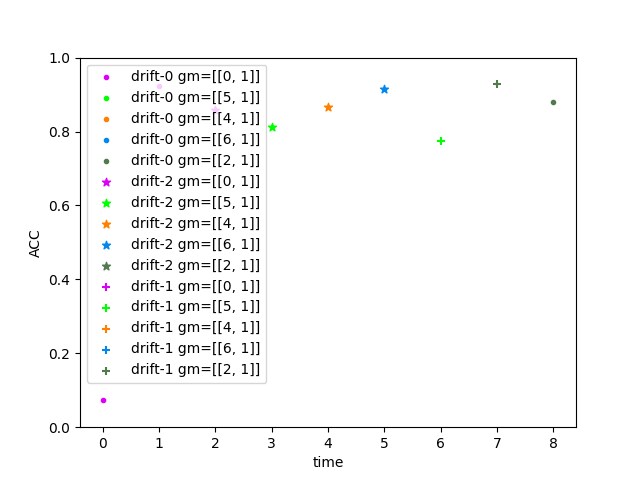 1.0
0.8
0.6
0.4
0.2
0.0
ACC
drift-0 gm=[[0, 1]]
drift-0 gm=[[5, 1]]
drift-0 gm=[[4, 1]]
drift-0 gm=[[6, 1]]
drift-0 gm=[[2, 1]]
drift-2 gm=[[0, 1]]
drift-2 gm=[[5, 1]]
drift-2 gm=[[4, 1]]
drift-2 gm=[[6, 1]]
drift-2 gm=[[2, 1]]
drift-1 gm=[[0, 1]]
drift-1 gm=[[5, 1]]
drift-1 gm=[[4, 1]]
drift-1 gm=[[6, 1]]
drift-1 gm=[[2, 1]]
0 1 2 3 4 5 6 7 8
time